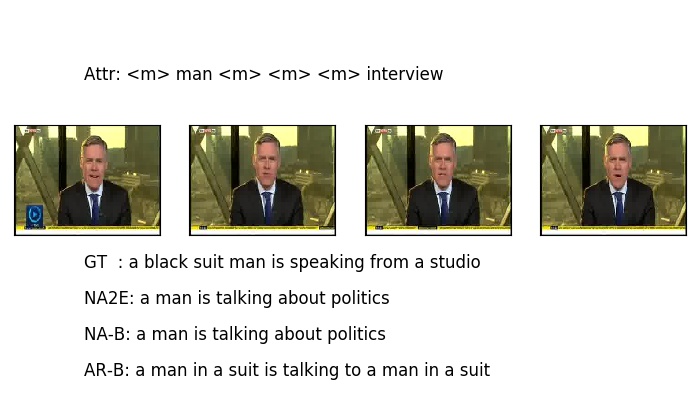 Attr: <m> man <m> <m> <m> interview
GT  : a black suit man is speaking from a studio
NA2E: a man is talking about politics
NA-B: a man is talking about politics
AR-B: a man in a suit is talking to a man in a suit